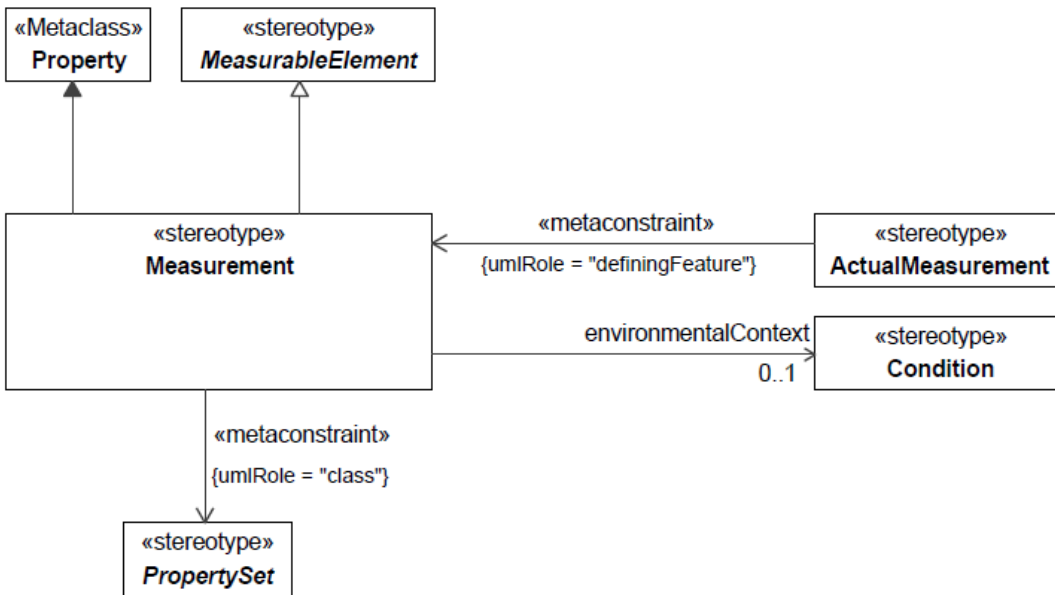 «Metaclass»
Property
«stereotype»
MeasurableElement
«stereotype»
Measurement
«metaconstraint»
{umlRole = "definingFeature"}
«stereotype»
ActualMeasurement
environmentalContext
0..1
«stereotype»
Condition
«metaconstraint»
{umlRole = "class"}
«stereotype»
PropertySet